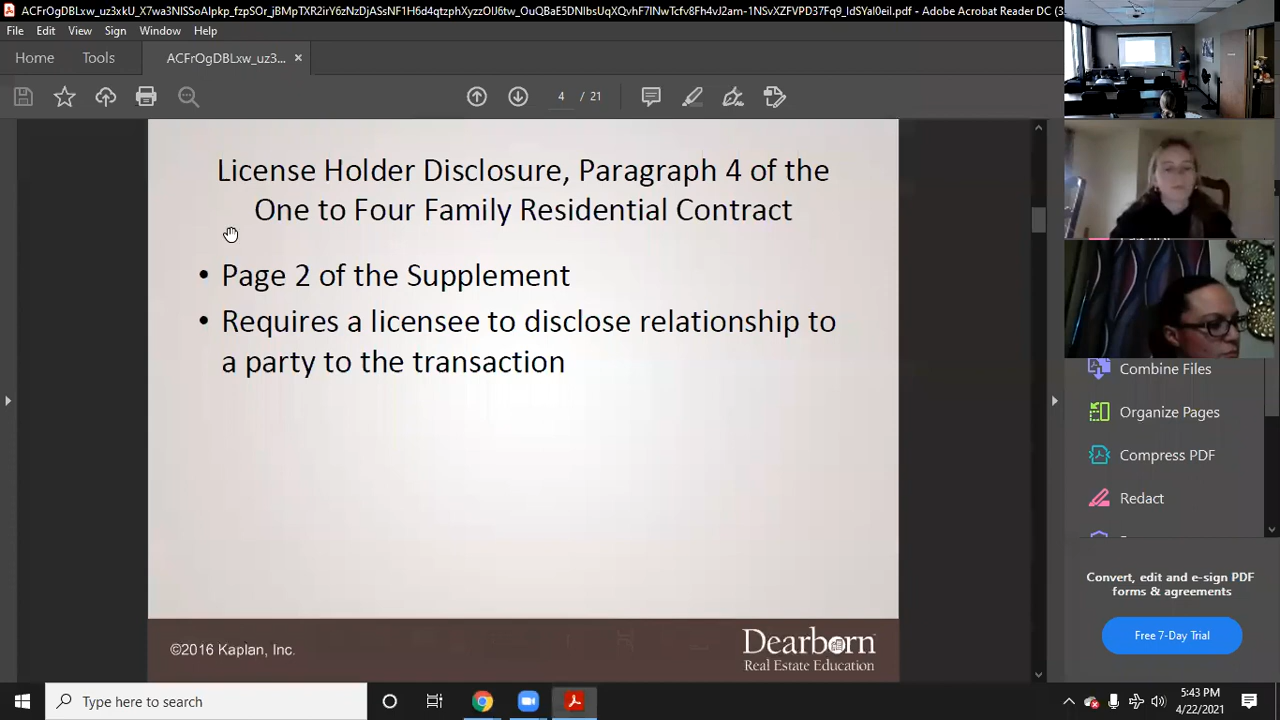 ACFrOgDBLxw_uz3xkU_X7wa3NISSoAlpkp_fzpSOr_jBMpTXR2irY6zNzDjASsNF1H6d4qtzphXyzzOlJ6tw_OuQBaE5DNlbsUqXQvhF7lNwTcfv8FhevJ2am-1NSvXZFVPD37Fq9_ldSYal0eil.pdf - Adobe Acrobat Reader DC (3
File Edit View Sign Window Help
Home Tools ACFrOgDBLxw_uz3... ×
4 / 21
License Holder Disclosure, Paragraph 4 of the
One to Four Family Residential Contract
• Page 2 of the Supplement
• Requires a licensee to disclose relationship to
a party to the transaction
©2016 Kaplan, Inc.
Dearborn
Real Estate Education
Combine Files
Organize Pages
Compress PDF
Redact
Convert, edit and e-sign PDF
forms & agreements
Free 7-Day Trial
Type here to search
5:43 PM
4/22/2021